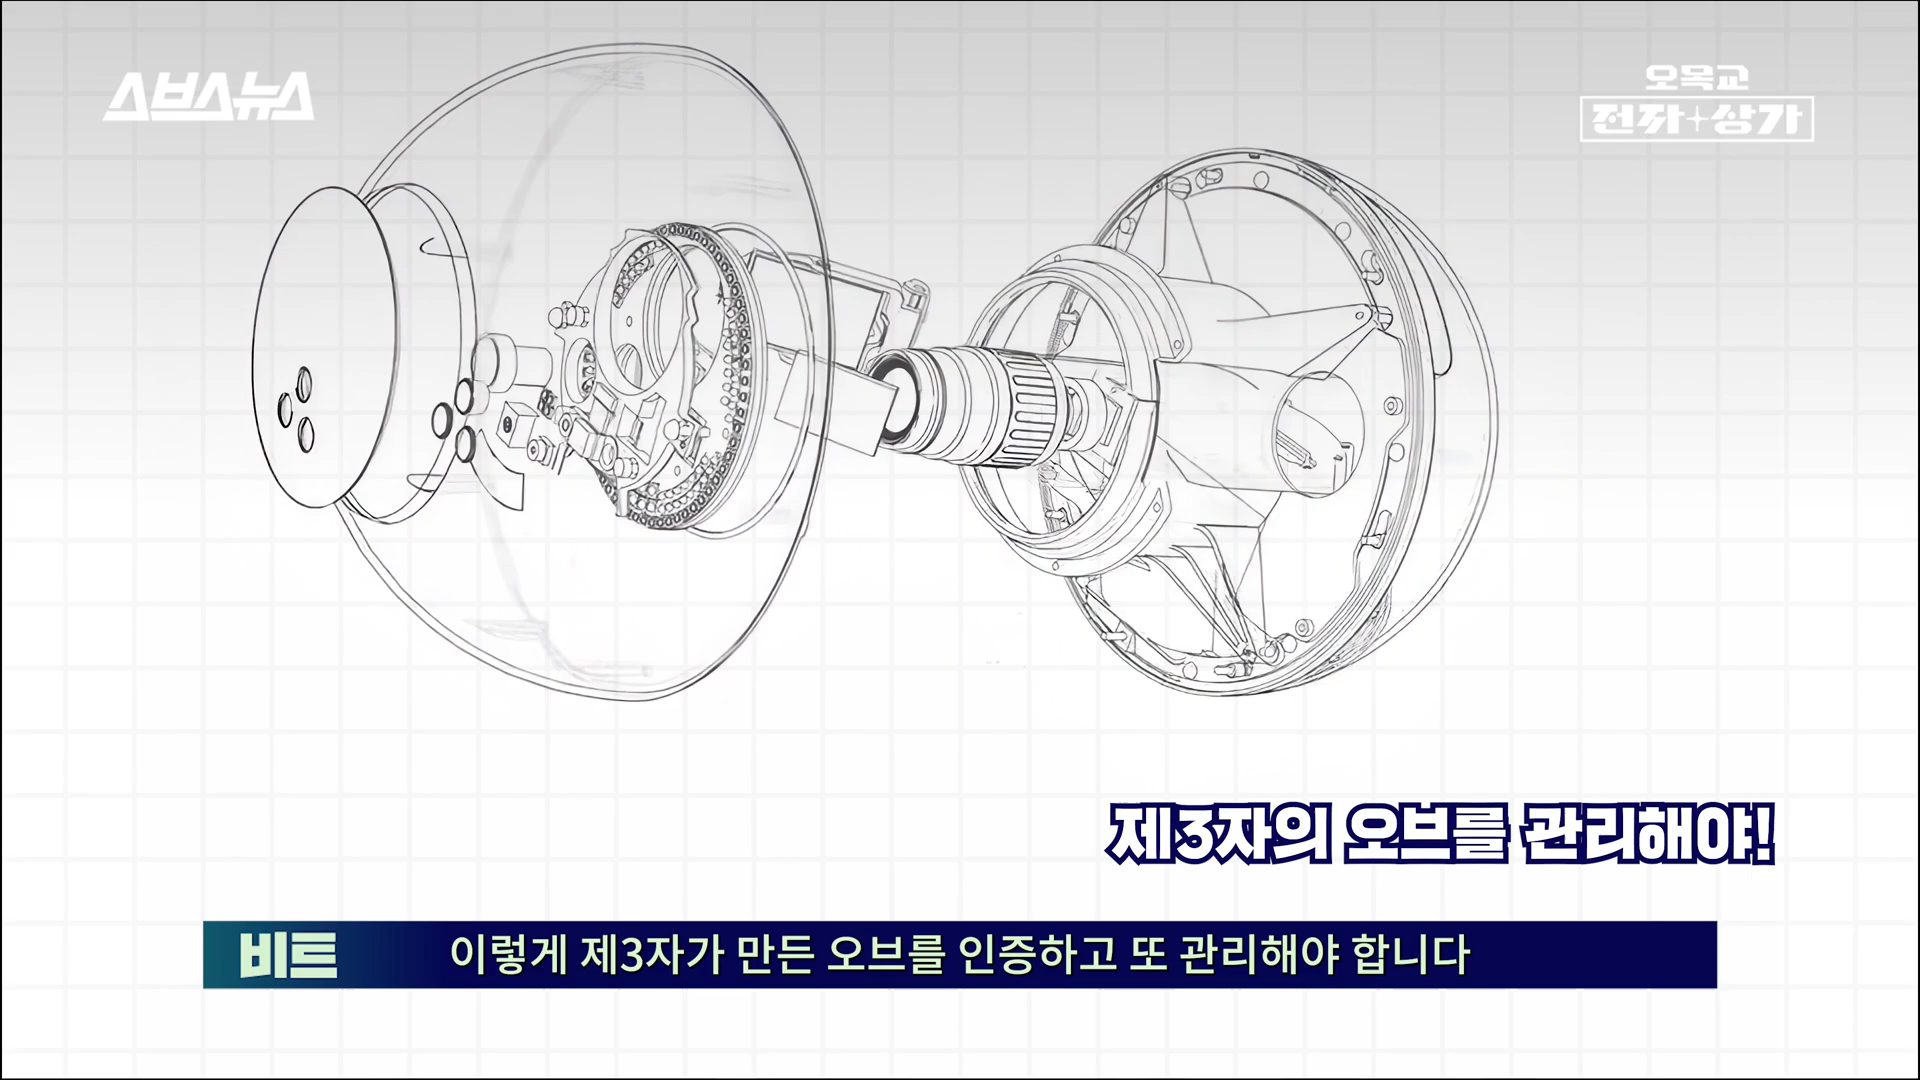 스브스뉴스
오목교
전자+상가
제3자의 오브를 관리해야!
비트
이렇게 제3자가 만든 오브를 인증하고 또 관리해야 합니다